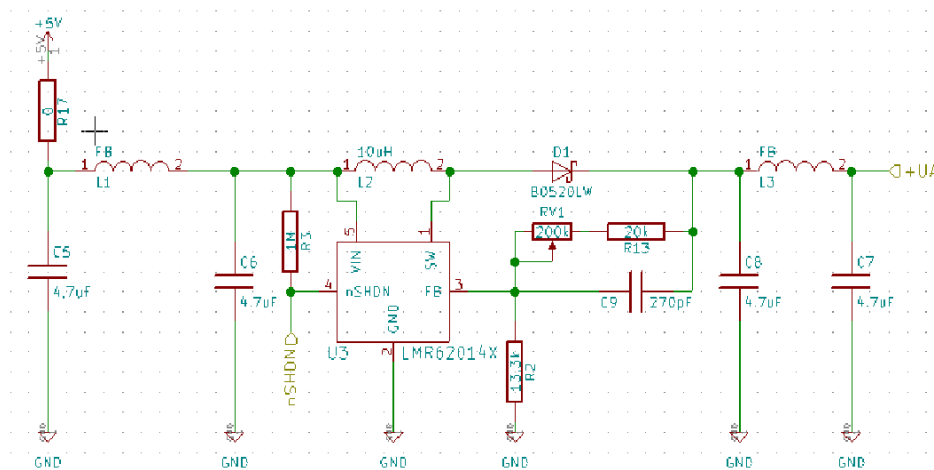 +5V
+5V
1
0
R17
FB
1
2
L1
10uH
1
2
L2
D1
B0520LW
FB
1
2
L3
+UA
RV1
200k
20k
R13
1M
R3
5
1
VIN
SW
C5
4.7uF
C6
4.7uF
4
nSHDN
FB
3
GND
2
U3
LMR62014X
nSHDN
C9
270pF
C8
4.7uF
C7
4.7uF
13.3k
R2
GND
GND
GND
GND
GND
GND